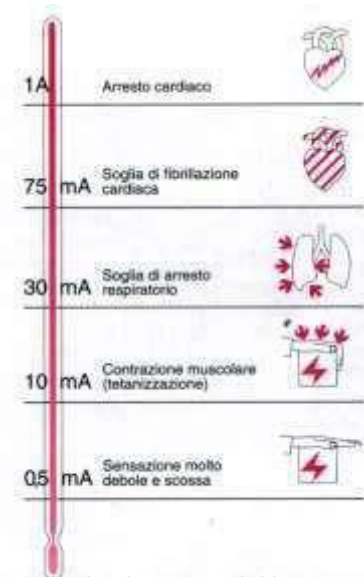 1A Arresto cardiaco
Soglia di fibrillazione
75 mA cardiaca
Soglia di arresto
30 mA respiratorio
Contrazione muscolare
10 mA (tetanizzazione)
Sensazione molto
0,5 mA debole e scossa